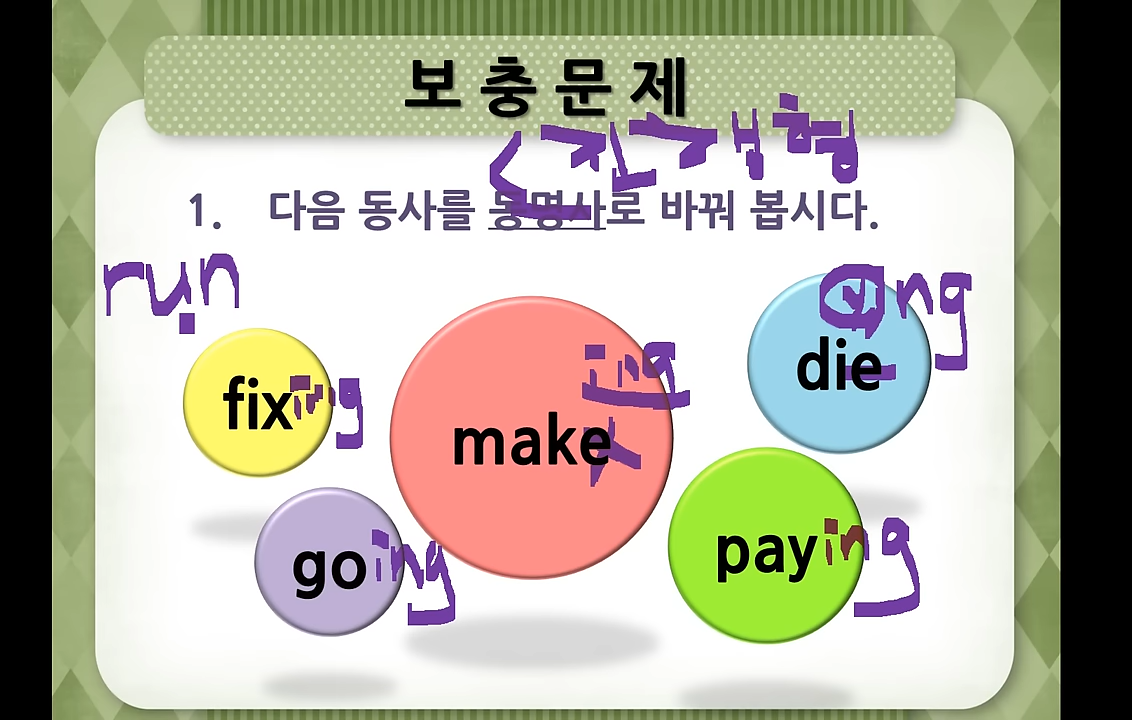 보충문제
<진행형
1. 다음 동사를 동명사로 바꿔 봅시다.
run
fixing
make ing
die ying
going
paying